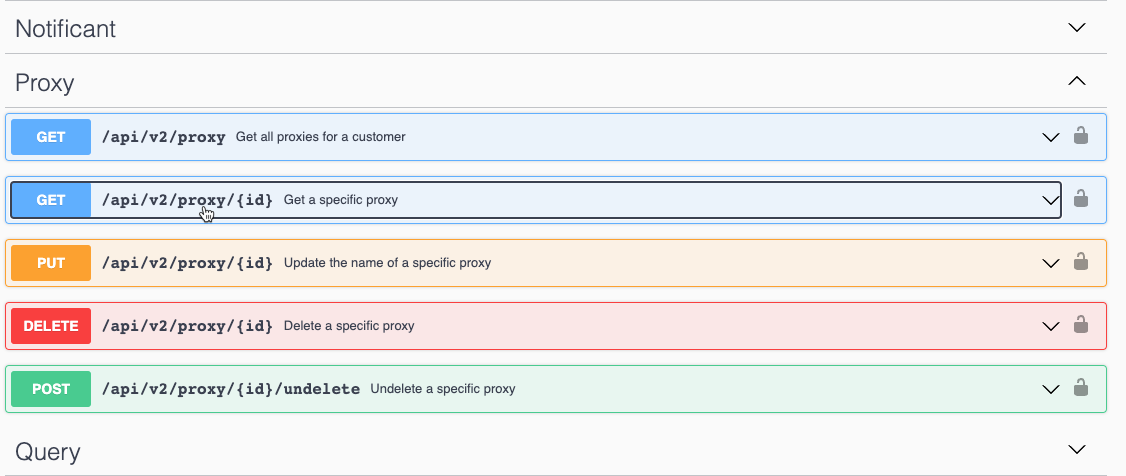 Notificant
Proxy
GET /api/v2/proxy Get all proxies for a customer
GET /api/v2/proxy/{id} Get a specific proxy
PUT /api/v2/proxy/{id} Update the name of a specific proxy
DELETE /api/v2/proxy/{id} Delete a specific proxy
POST /api/v2/proxy/{id}/undelete Undelete a specific proxy
Query